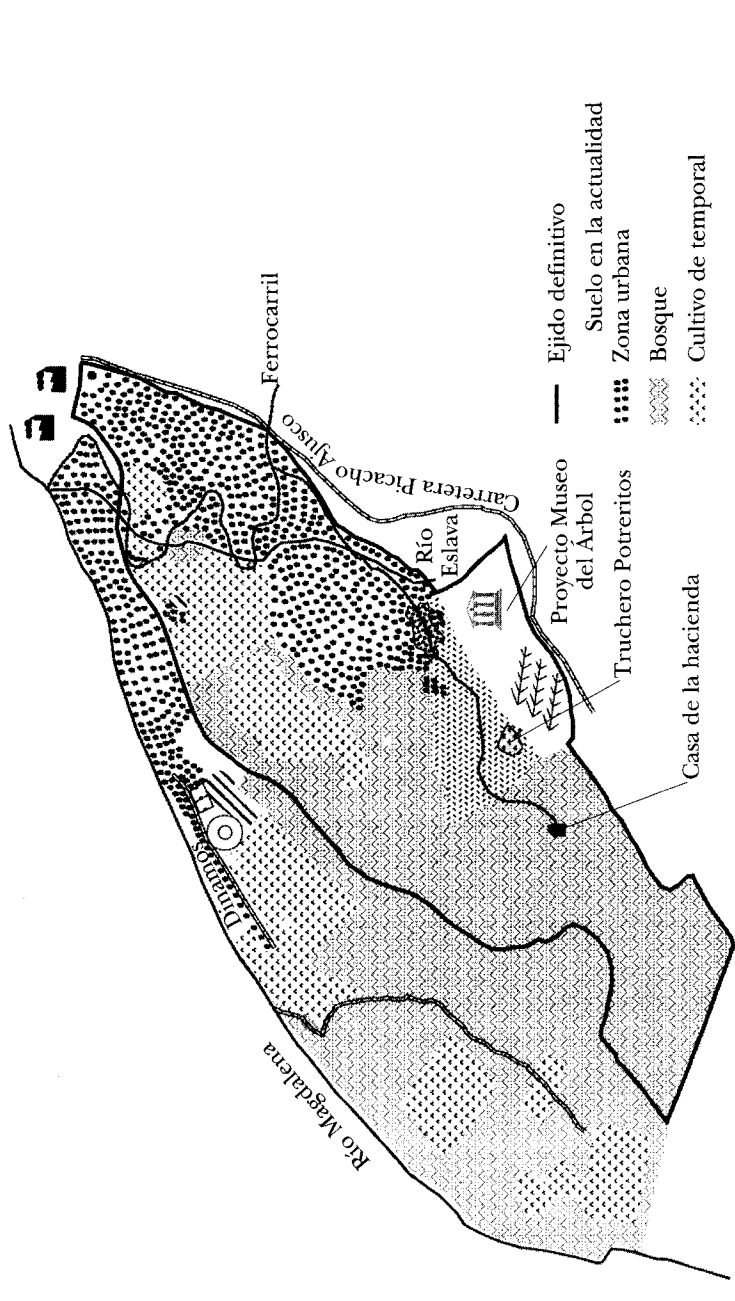 Río Magdalena
Dinamos
Ferrocarril
Carretera Picacho Ajusco
Río
Eslava
Proyecto Museo
del Arbol
Truchero Potreritos
Casa de la hacienda
Ejido definitivo
Suelo en la actualidad
Zona urbana
Bosque
Cultivo de temporal